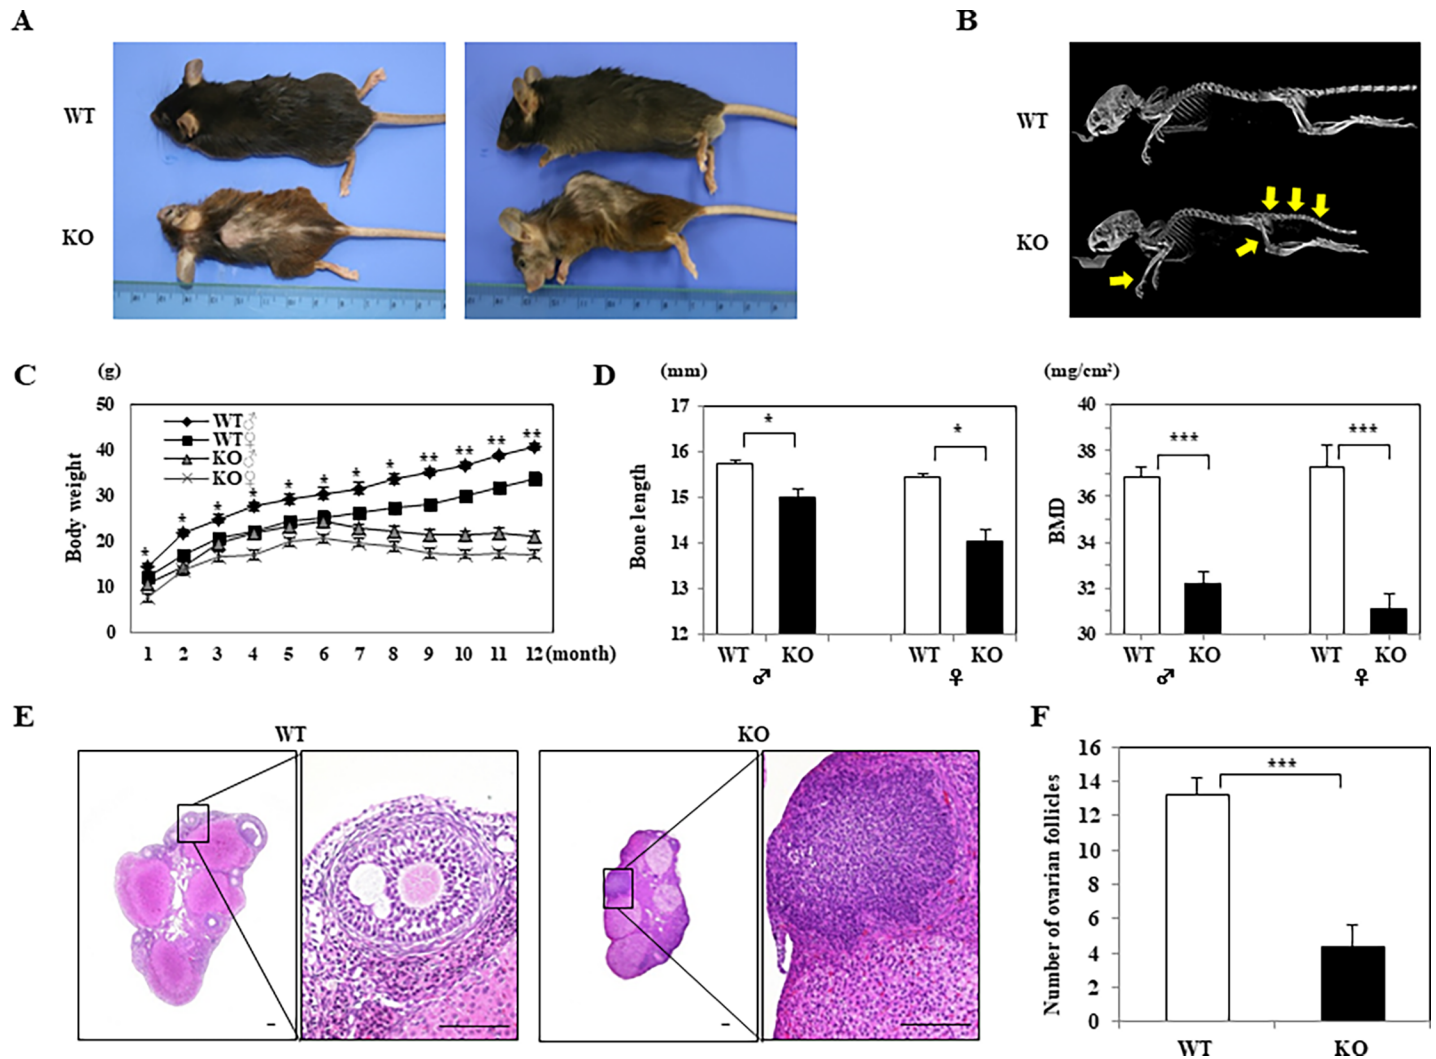 A
B
WT
KO
WT
KO
C
(g)
50
40
30
20
10
0
Body weight
WT♂
WT♀
KO♂
KO♀
* * * * * * * * ** ** ** **
1 2 3 4 5 6 7 8 9 10 11 12 (month)
D
(mm)
17
16
15
14
13
12
Bone length
*
*
WT KO WT KO
♂ ♀
(mg/cm²)
40
38
36
34
32
30
BMD
***
***
WT KO WT KO
♂ ♀
E
WT
KO
F
16
14
12
10
8
6
4
2
0
Number of ovarian follicles
***
WT KO